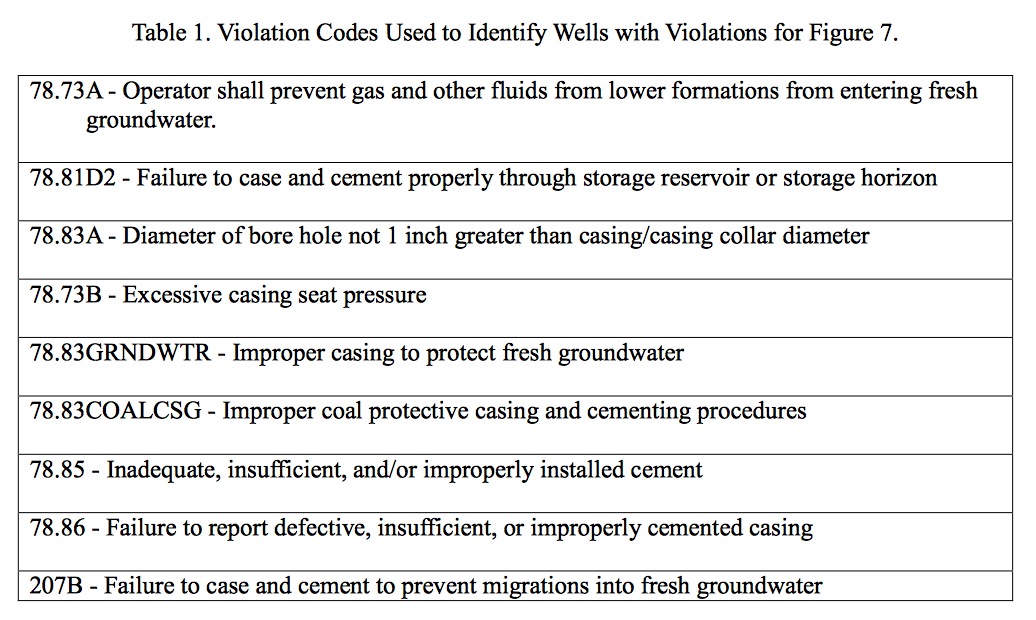 Table 1. Violation Codes Used to Identify Wells with Violations for Figure 7.
78.73A - Operator shall prevent gas and other fluids from lower formations from entering fresh
groundwater.
78.81D2 - Failure to case and cement properly through storage reservoir or storage horizon
78.83A - Diameter of bore hole not 1 inch greater than casing/casing collar diameter
78.73B - Excessive casing seat pressure
78.83GRNDWTR - Improper casing to protect fresh groundwater
78.83COALCSG - Improper coal protective casing and cementing procedures
78.85 - Inadequate, insufficient, and/or improperly installed cement
78.86 - Failure to report defective, insufficient, or improperly cemented casing
207B - Failure to case and cement to prevent migrations into fresh groundwater